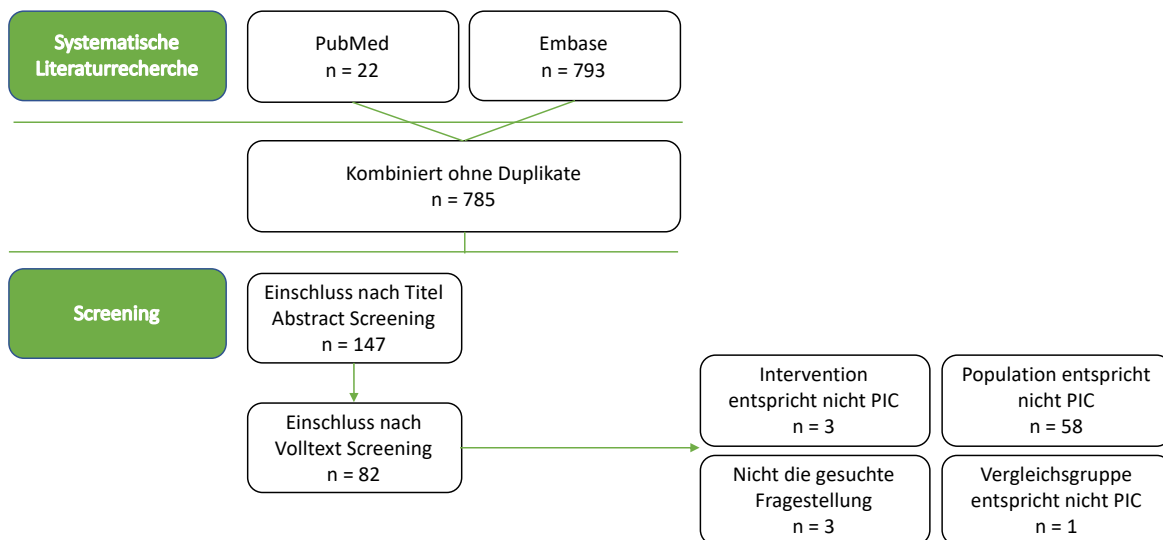 Systematische
Literaturrecherche
PubMed
n = 22
Embase
n = 793
Kombiniert ohne Duplikate
n = 785
Screening
Einschluss nach Titel
Abstract Screening
n = 147
Einschluss nach
Volltext Screening
n = 82
Intervention
entspricht nicht PIC
n = 3
Population entspricht
nicht PIC
n = 58
Nicht die gesuchte
Fragestellung
n = 3
Vergleichsgruppe
entspricht nicht PIC
n = 1